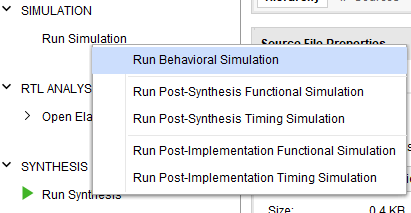 SIMULATION
Run Simulation
Run Behavioral Simulation
Run Post-Synthesis Functional Simulation
Run Post-Synthesis Timing Simulation
Run Post-Implementation Functional Simulation
Run Post-Implementation Timing Simulation
RTL ANALYS
Open Ela
SYNTHESIS
Run Synthesis
Hierarchy
Source File Properties
Size:
0.4 KB